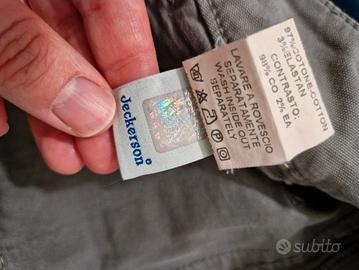 Jeckerson
LAVARE A ROVESCIO
SEPARATAMENTE
WASH INSIDE OUT
SEPARATELY
97%COTONE-COTTON
3%ELASTAN
CONTRASTO:
98% CO 2% EA
subito